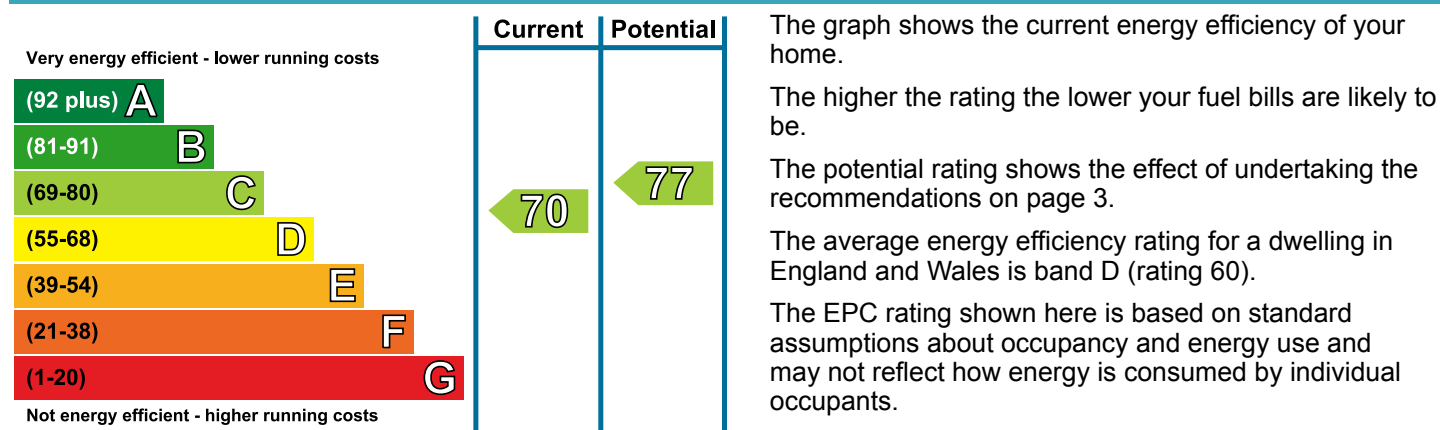 Current Potential
Very energy efficient - lower running costs
(92 plus) A
(81-91) B
(69-80) C
(55-68) D
(39-54) E
(21-38) F
(1-20) G
Not energy efficient - higher running costs
70
77
The graph shows the current energy efficiency of your
home.
The higher the rating the lower your fuel bills are likely to
be.
The potential rating shows the effect of undertaking the
recommendations on page 3.
The average energy efficiency rating for a dwelling in
England and Wales is band D (rating 60).
The EPC rating shown here is based on standard
assumptions about occupancy and energy use and
may not reflect how energy is consumed by individual
occupants.